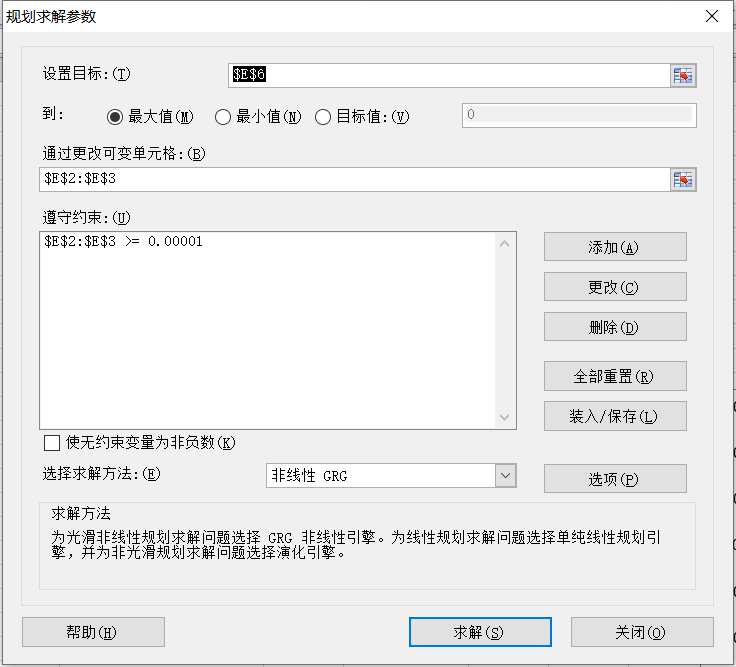 规划求解参数
设置目标:(T)
$E$6
到:
最大值(M)
最小值(N)
目标值:(V)
0
通过更改可变单元格:(B)
$E$2:$E$3
遵守约束:(U)
$E$2:$E$3 >= 0.00001
添加(A)
更改(C)
删除(D)
全部重置(R)
装入/保存(L)
使无约束变量为非负数(K)
选择求解方法:(E)
非线性 GRG
选项(P)
求解方法
为光滑非线性规划求解问题选择 GRG 非线性引擎。为线性规划求解问题选择单纯线性规划引
擎，并为非光滑规划求解问题选择演化引擎。
帮助(H)
求解(S)
关闭(O)